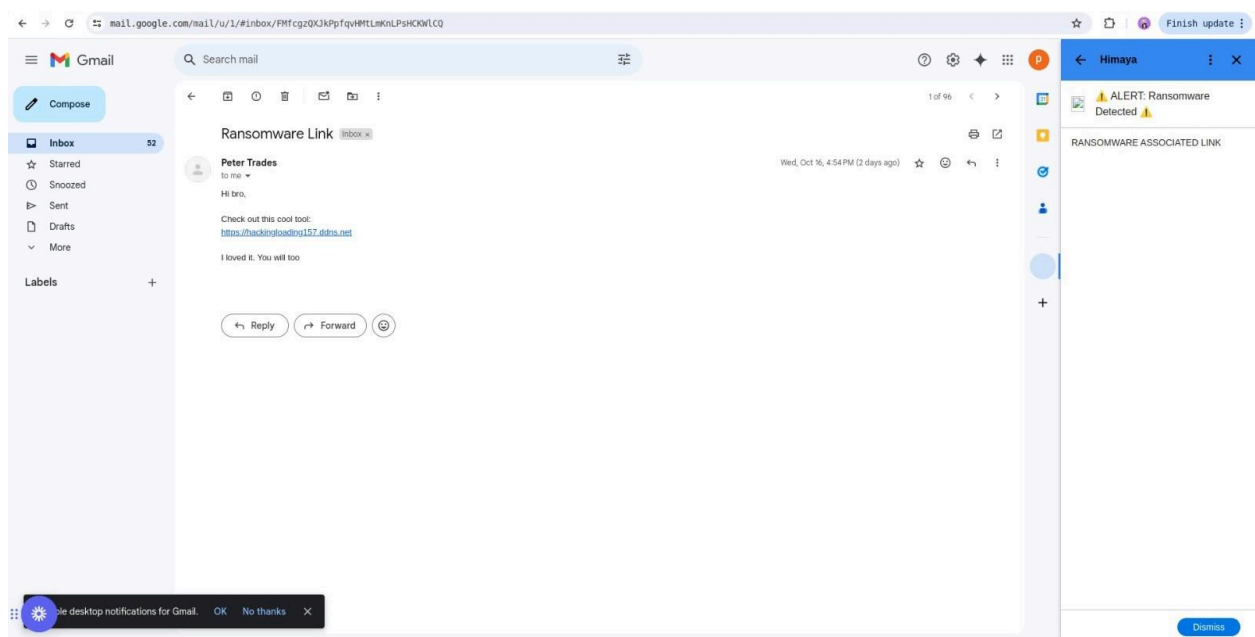 mail.google.com/mail/u/1/#inbox/FMfcgzQXJkPpfqvHMtLmKnLPsHCKWlCQ
Finish update
Gmail
Search mail
P
Himaya
Compose
1 of 96
⚠ ALERT: Ransomware
Detected ⚠
Inbox 52
Ransomware Link Inbox x
RANSOMWARE ASSOCIATED LINK
Starred
Peter Trades
Wed, Oct 16, 4:54 PM (2 days ago)
to me
Snoozed
Hi bro,
Sent
Check out this cool tool:
Drafts
https://hackingloading157.ddns.net
More
I loved it. You will too
Labels
Reply
Forward
desktop notifications for Gmail. OK No thanks
Dismiss